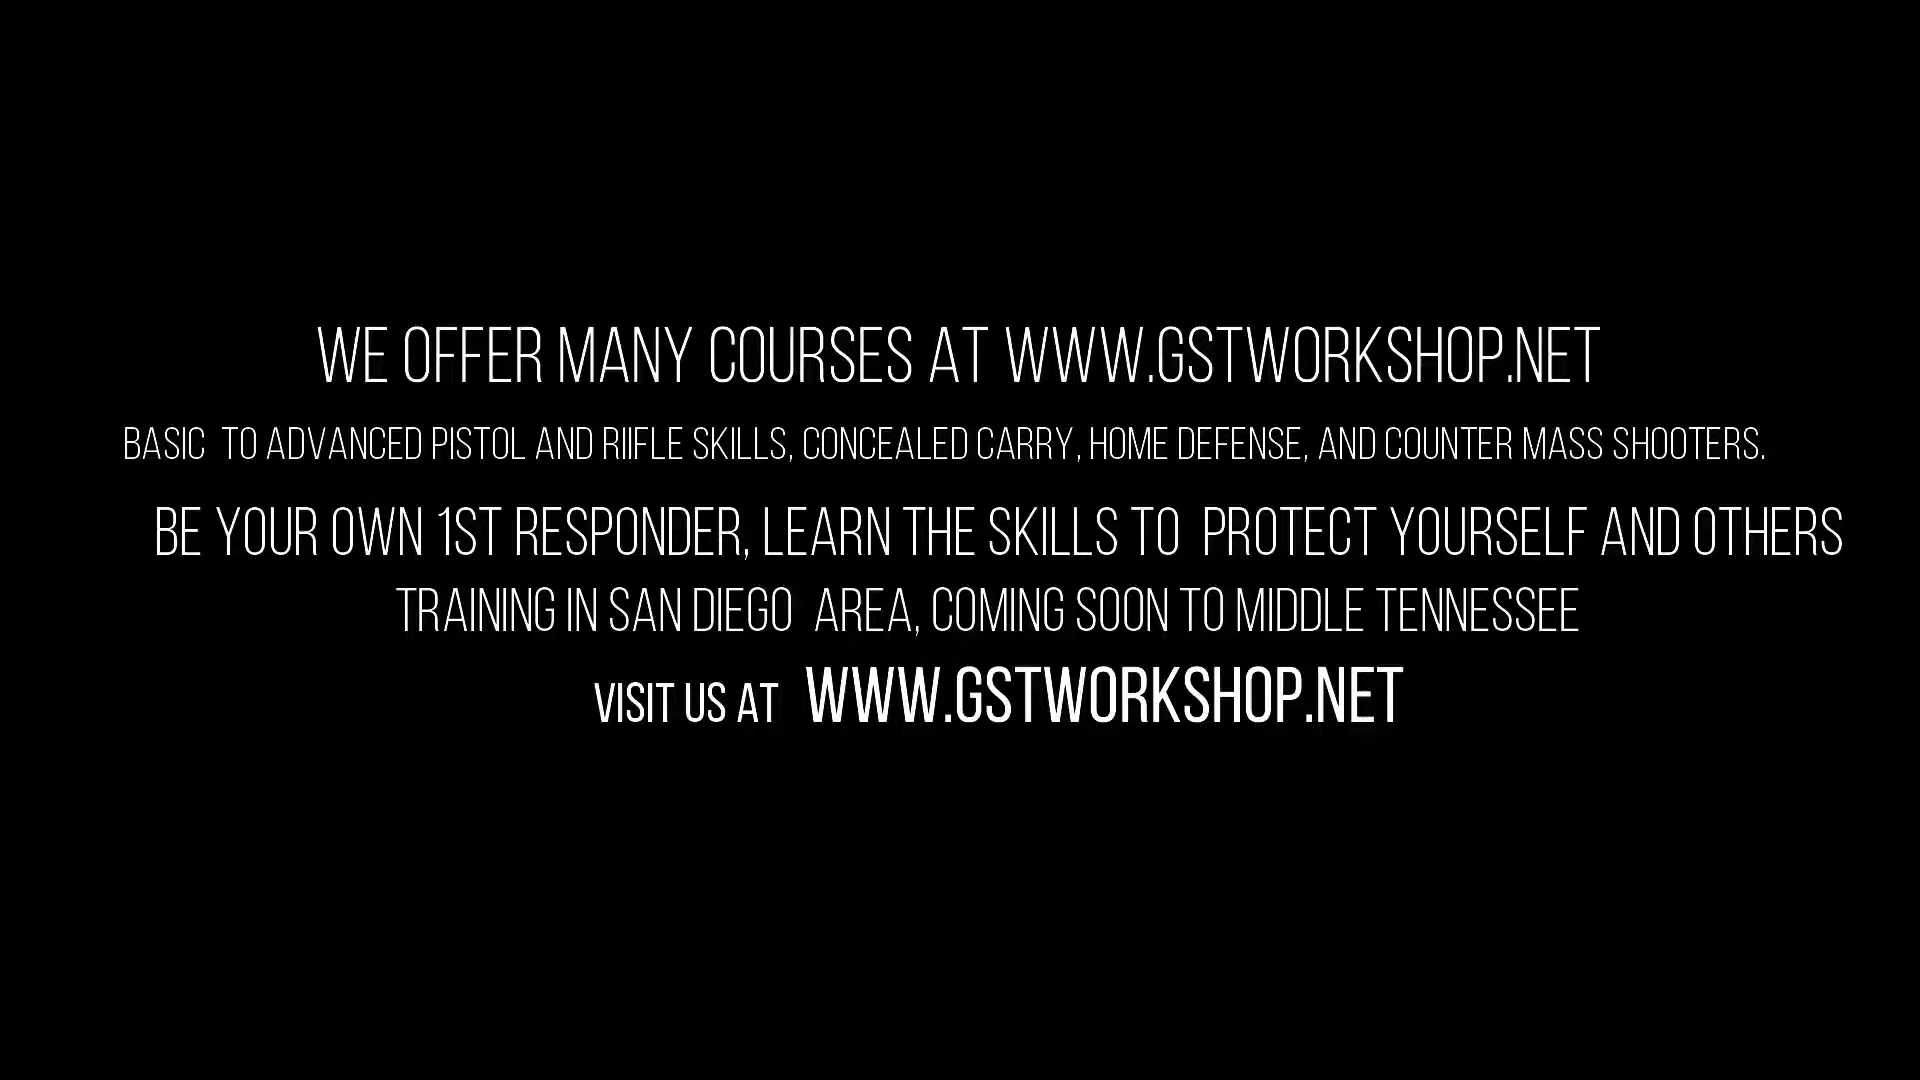 WE OFFER MANY COURSES AT WWW.GSTWORKSHOP.NET
BASIC TO ADVANCED PISTOL AND RIIFLE SKILLS, CONCEALED CARRY, HOME DEFENSE, AND COUNTER MASS SHOOTERS.
BE YOUR OWN 1ST RESPONDER, LEARN THE SKILLS TO PROTECT YOURSELF AND OTHERS
TRAINING IN SAN DIEGO AREA, COMING SOON TO MIDDLE TENNESSEE
VISIT US AT WWW.GSTWORKSHOP.NET